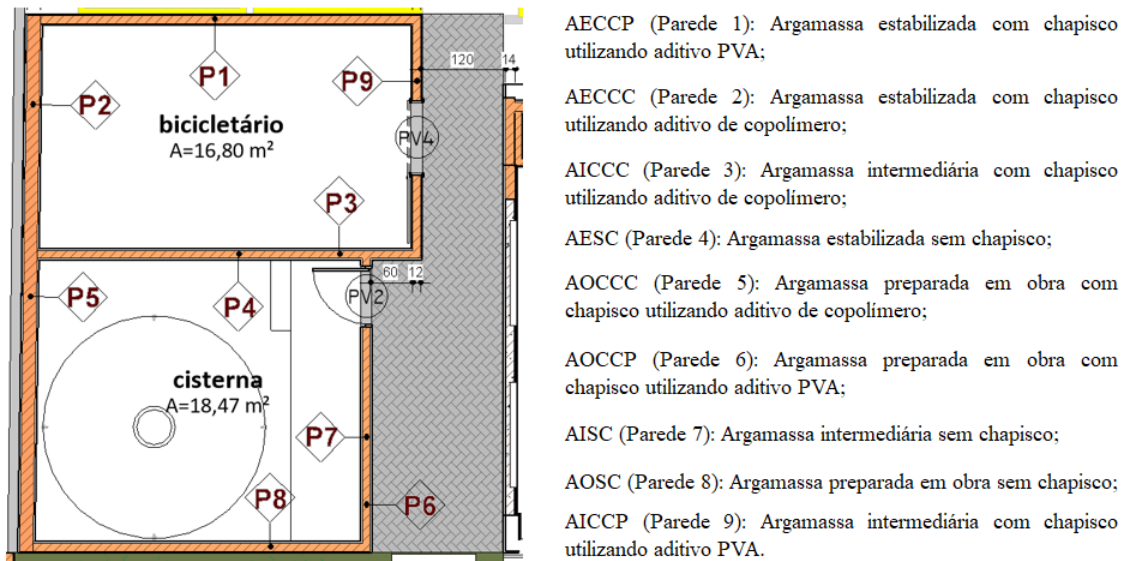 P1
P2
P9
120
14
bicicletário
A=16,80 m²
PV4
P3
60 12
P5
P4
PV2
cisterna
A=18,47 m²
P7
P8
P6
AECCP (Parede 1): Argamassa estabilizada com chapisco
utilizando aditivo PVA;
AECCC (Parede 2): Argamassa estabilizada com chapisco
utilizando aditivo de copolímero;
AICCC (Parede 3): Argamassa intermediária com chapisco
utilizando aditivo de copolímero;
AESC (Parede 4): Argamassa estabilizada sem chapisco;
AOCCC (Parede 5): Argamassa preparada em obra com
chapisco utilizando aditivo de copolímero;
AOCCP (Parede 6): Argamassa preparada em obra com
chapisco utilizando aditivo PVA;
AISC (Parede 7): Argamassa intermediária sem chapisco;
AOSC (Parede 8): Argamassa preparada em obra sem chapisco;
AICCP (Parede 9): Argamassa intermediária com chapisco
utilizando aditivo PVA.